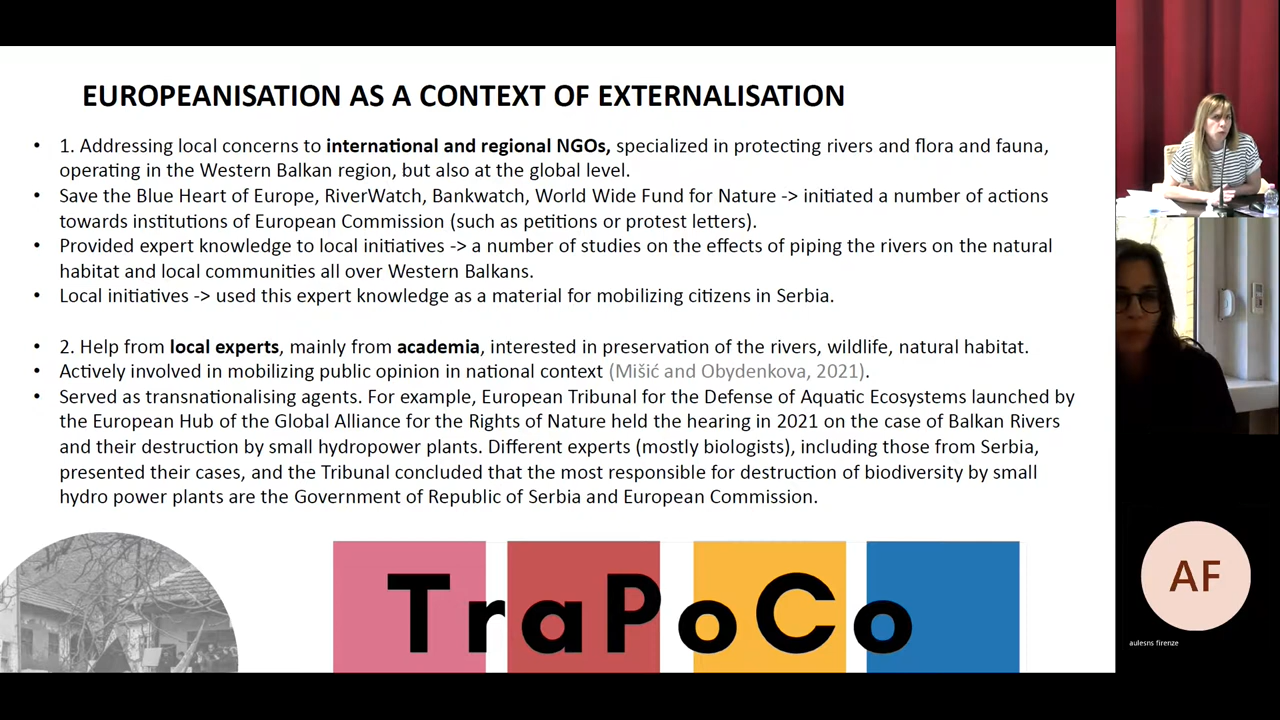 EUROPEANISATION AS A CONTEXT OF EXTERNALISATION
• 1. Addressing local concerns to international and regional NGOs, specialized in protecting rivers and flora and fauna,
operating in the Western Balkan region, but also at the global level.
• Save the Blue Heart of Europe, RiverWatch, Bankwatch, World Wide Fund for Nature -> initiated a number of actions
towards institutions of European Commission (such as petitions or protest letters).
• Provided expert knowledge to local initiatives -> a number of studies on the effects of piping the rivers on the natural
habitat and local communities all over Western Balkans.
• Local initiatives -> used this expert knowledge as a material for mobilizing citizens in Serbia.
• 2. Help from local experts, mainly from academia, interested in preservation of the rivers, wildlife, natural habitat.
• Actively involved in mobilizing public opinion in national context (Mišić and Obydenkova, 2021).
• Served as transnationalising agents. For example, European Tribunal for the Defense of Aquatic Ecosystems launched by
the European Hub of the Global Alliance for the Rights of Nature held the hearing in 2021 on the case of Balkan Rivers
and their destruction by small hydropower plants. Different experts (mostly biologists), including those from Serbia,
presented their cases, and the Tribunal concluded that the most responsible for destruction of biodiversity by small
hydro power plants are the Government of Republic of Serbia and European Commission.
TraPoCo
AF
aulesns firenze